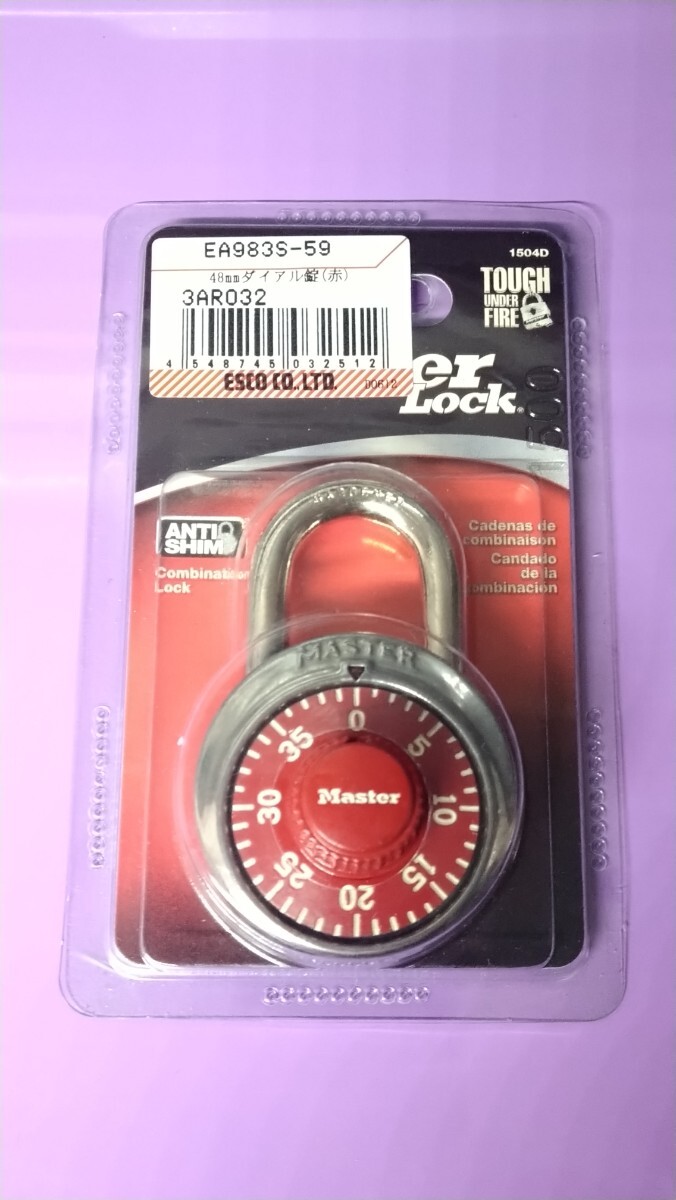 EA983S-59
48mmダイアル錠(赤)
3AR032
4 548745 032512
ESCO CO., LTD.
1504D
TOUGH
UNDER
FIRE
er
Lock®
1500
ANTI
SHIM
Combination
Lock
Cadenas de
combinaison
Candado
de la
combinación
MASTER
0
5
10
15
20
25
30
35
Master